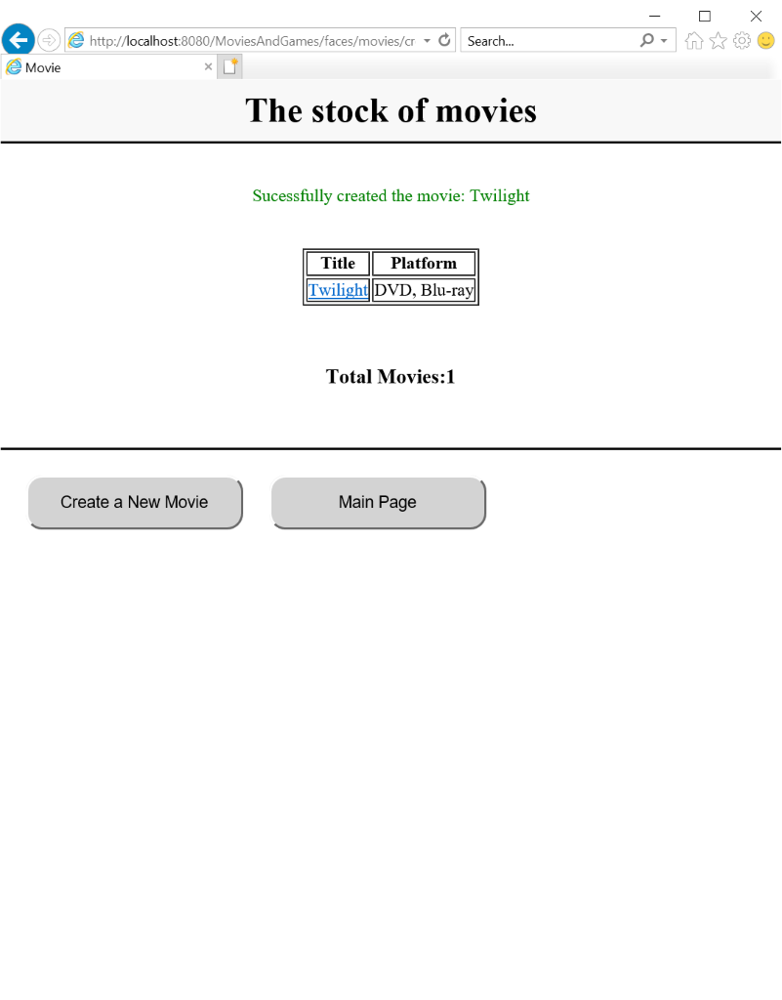 http://localhost:8080/MoviesAndGames/faces/movies/cr
Search...
Movie
The stock of movies
Sucessfully created the movie: Twilight
Title Platform
Twilight DVD, Blu-ray
Total Movies:1
Create a New Movie Main Page